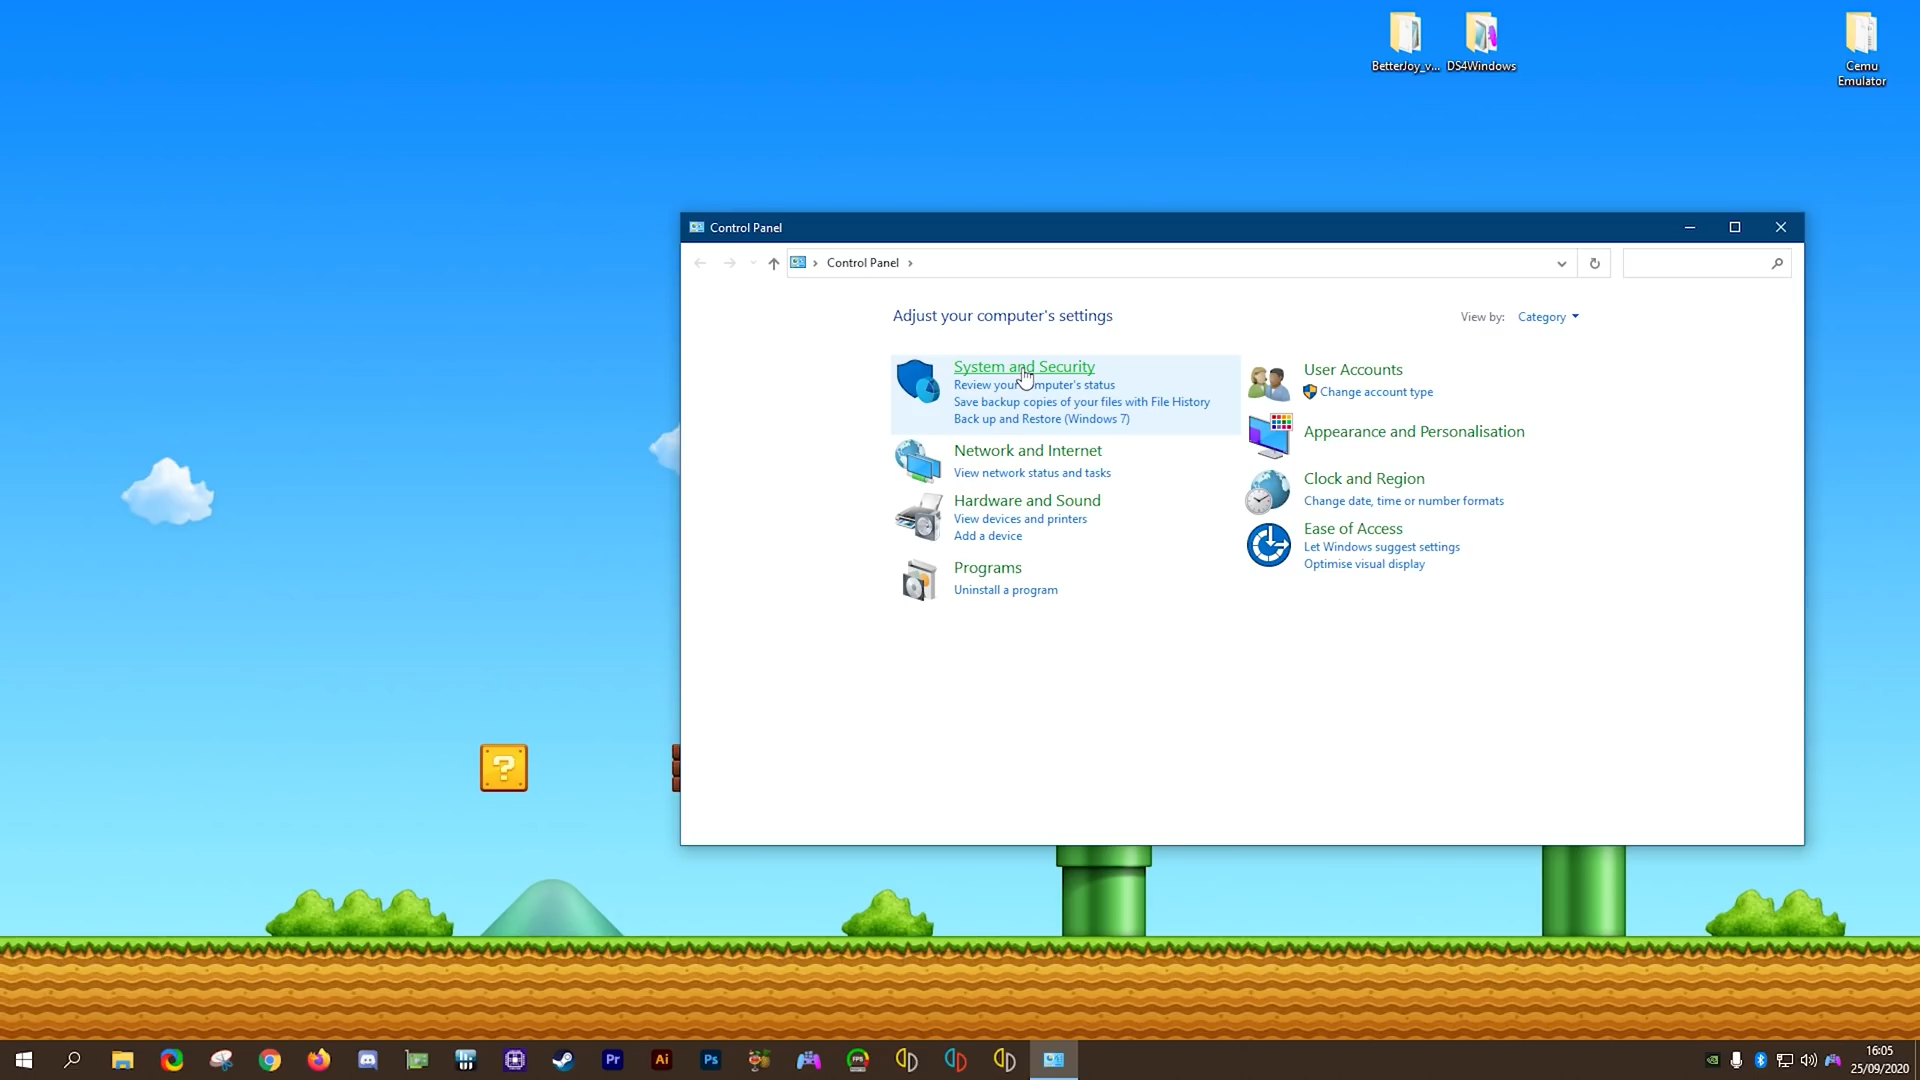 BetterJoy_v...
DS4Windows
Cemu
Emulator
Control Panel
Control Panel
Adjust your computer's settings
View by: Category
System and Security
Review your computer's status
Save backup copies of your files with File History
Back up and Restore (Windows 7)
Network and Internet
View network status and tasks
Hardware and Sound
View devices and printers
Add a device
Programs
Uninstall a program
User Accounts
Change account type
Appearance and Personalisation
Clock and Region
Change date, time or number formats
Ease of Access
Let Windows suggest settings
Optimise visual display
?
Pr
Ai
Ps
FPS
16:05
25/09/2020